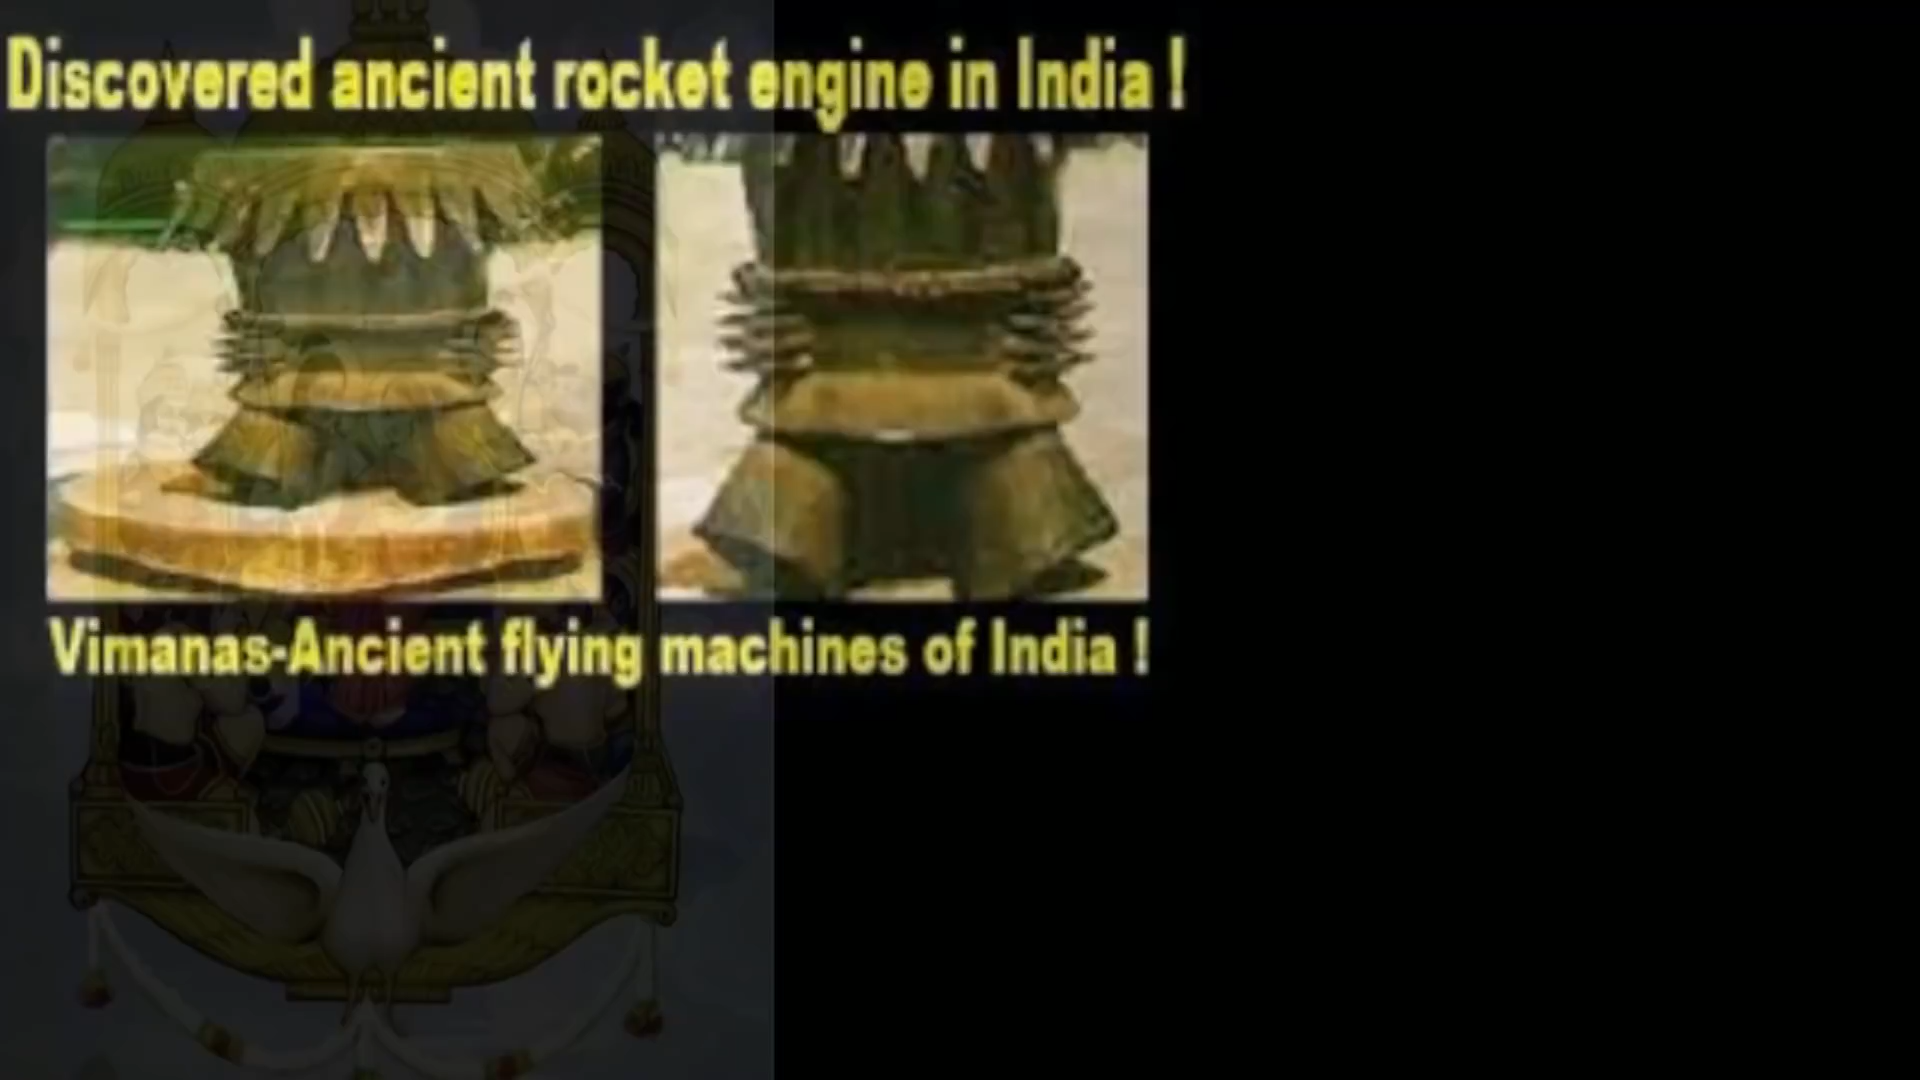 Discovered ancient rocket engine in India !
Vimanas-Ancient flying machines of India !